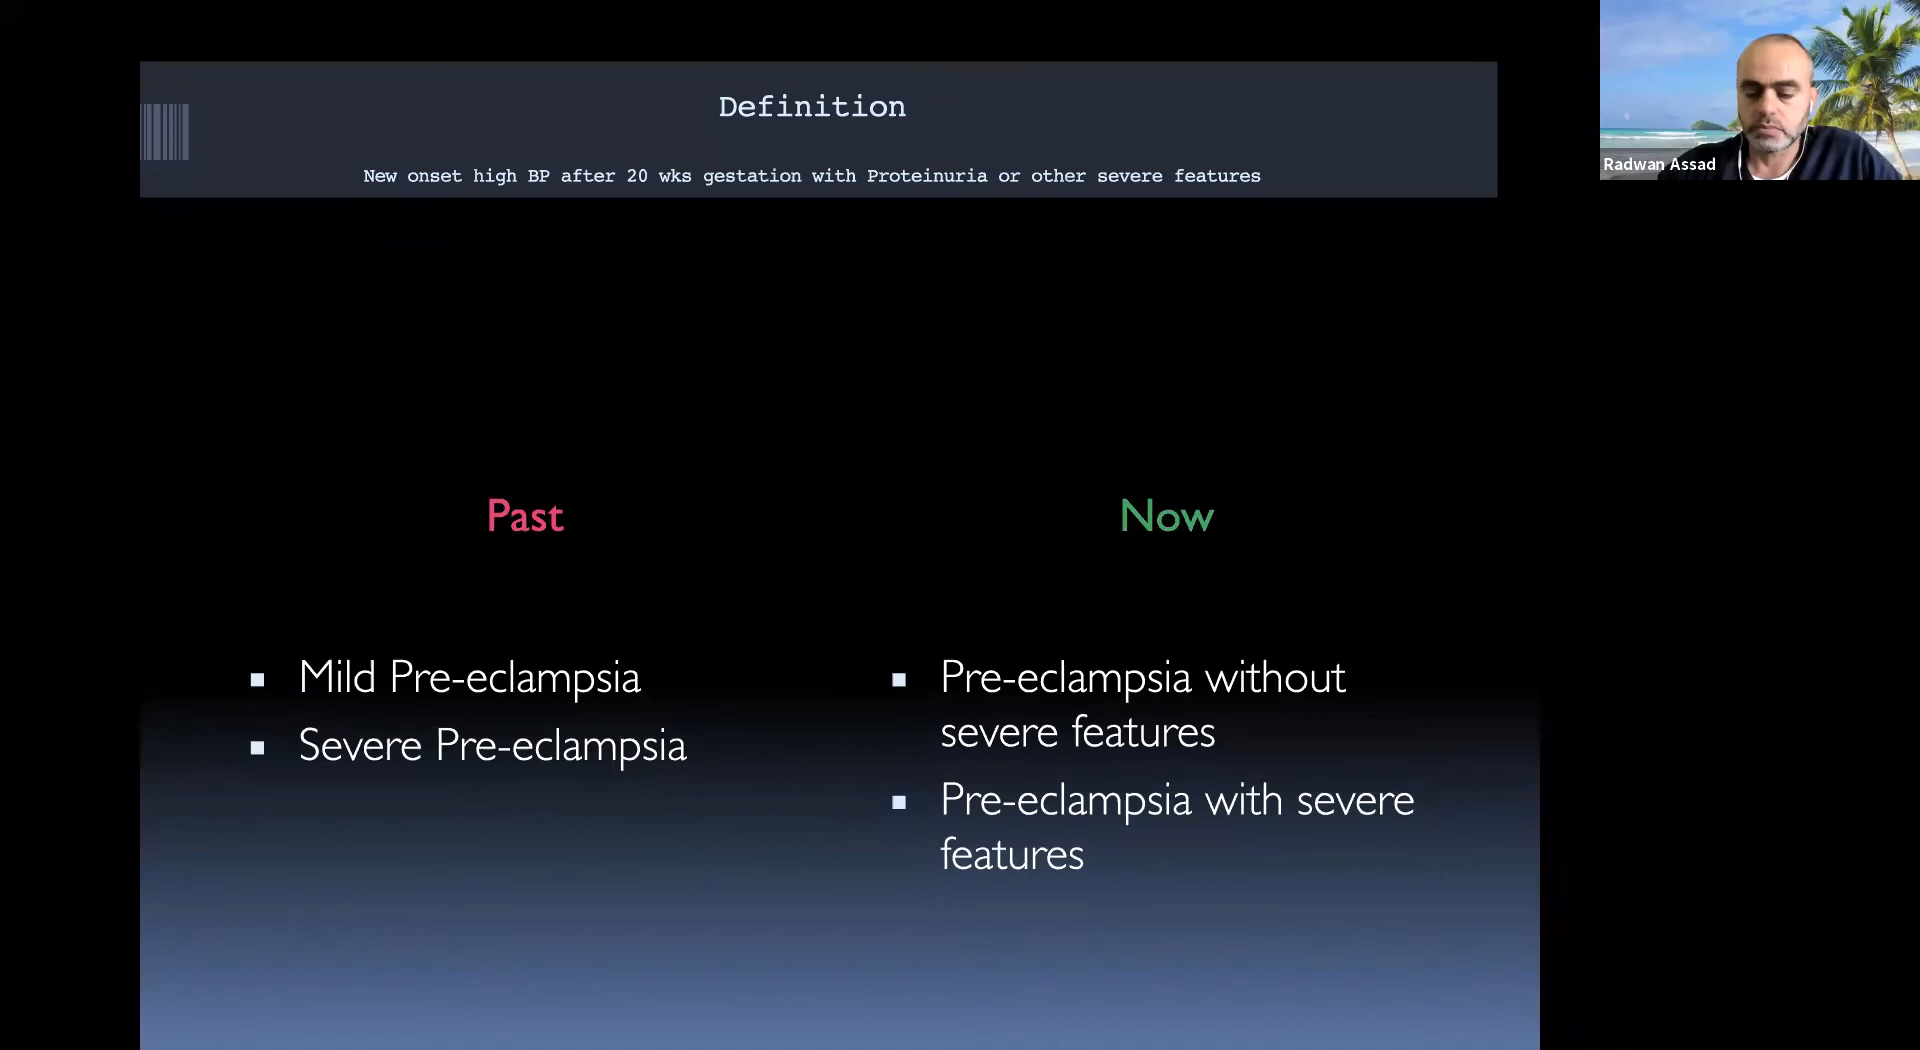 Definition
New onset high BP after 20 wks gestation with Proteinuria or other severe features
Radwan Assad
Past
Mild Pre-eclampsia
Severe Pre-eclampsia
Now
Pre-eclampsia without
severe features
Pre-eclampsia with severe
features